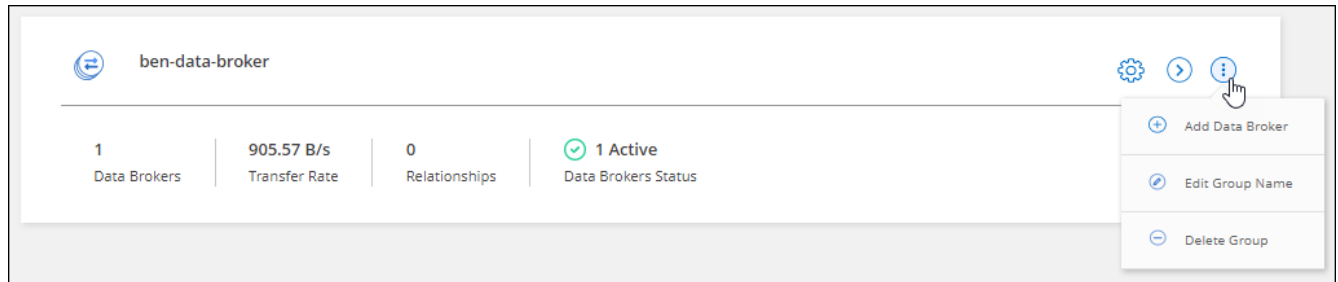 ben-data-broker
1 905.57 B/s 0 1 Active
Data Brokers Transfer Rate Relationships Data Brokers Status
Add Data Broker
Edit Group Name
Delete Group